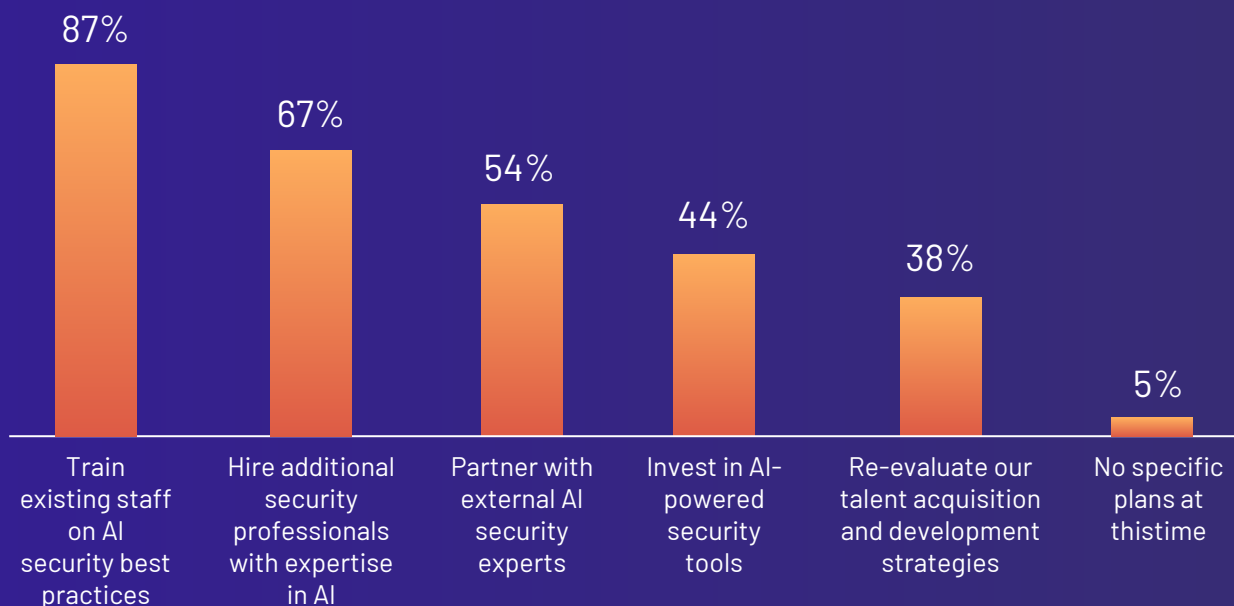 87%
67%
54%
44%
38%
5%
Train
existing staff
on AI
security best
practices
Hire additional
security
professionals
with expertise
in AI
Partner with
external AI
security
experts
Invest in AI-
powered
security
tools
Re-evaluate our
talent acquisition
and development
strategies
No specific
plans at
thistime